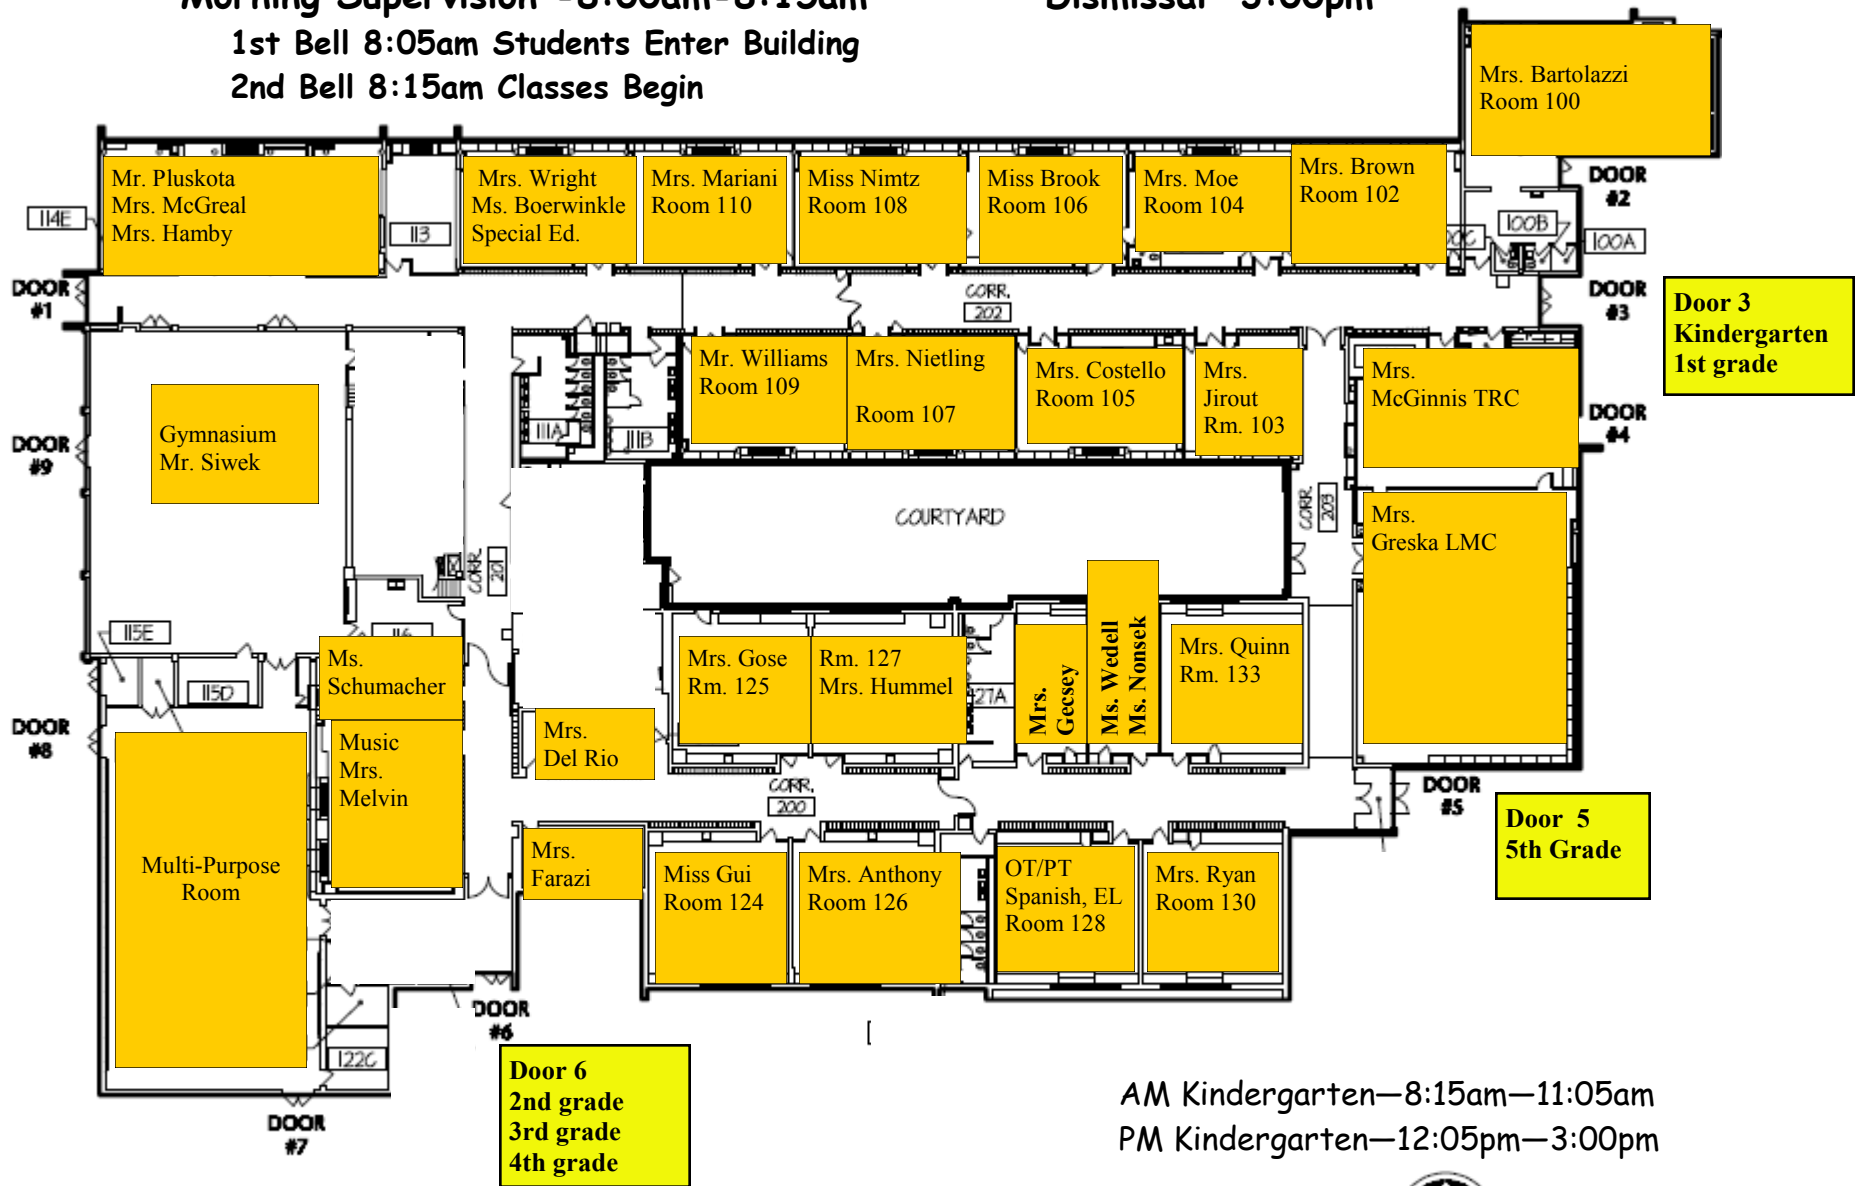 Morning Supervision -8:00am-8:15am
Dismissal 3:00pm
1st Bell 8:05am Students Enter Building
2nd Bell 8:15am Classes Begin
Mrs. Bartolazzi
Room 100
DOOR
#2
Mr. Pluskota
Mrs. McGreal
Mrs. Hamby
114E
113
Mrs. Wright
Ms. Boerwinkle
Special Ed.
Mrs. Mariani
Room 110
Miss Nimtz
Room 108
Miss Brook
Room 106
Mrs. Moe
Room 104
Mrs. Brown
Room 102
100B
100A
DOOR
#1
CORR.
202
DOOR
#3
Door 3
Kindergarten
1st grade
111A
111B
Mr. Williams
Room 109
Mrs. Nietling
Room 107
Mrs. Costello
Room 105
Mrs.
Jirout
Rm. 103
Mrs.
McGinnis TRC
DOOR
#4
Gymnasium
Mr. Siwek
DOOR
#9
CORR.
201
COURTYARD
CORR.
203
Mrs.
Greska LMC
115E
116
115D
Ms.
Schumacher
Mrs. Gose
Rm. 125
Rm. 127
Mrs. Hummel
127A
Mrs.
Gecsey
Ms. Wedell
Ms. Nonsek
Mrs. Quinn
Rm. 133
DOOR
#8
Music
Mrs.
Melvin
Mrs.
Del Rio
CORR.
200
DOOR
#5
Door 5
5th Grade
Multi-Purpose
Room
Mrs.
Farazi
Miss Gui
Room 124
Mrs. Anthony
Room 126
OT/PT
Spanish, EL
Room 128
Mrs. Ryan
Room 130
DOOR
#6
122C
Door 6
2nd grade
3rd grade
4th grade
DOOR
#7
AM Kindergarten—8:15am—11:05am
PM Kindergarten—12:05pm—3:00pm